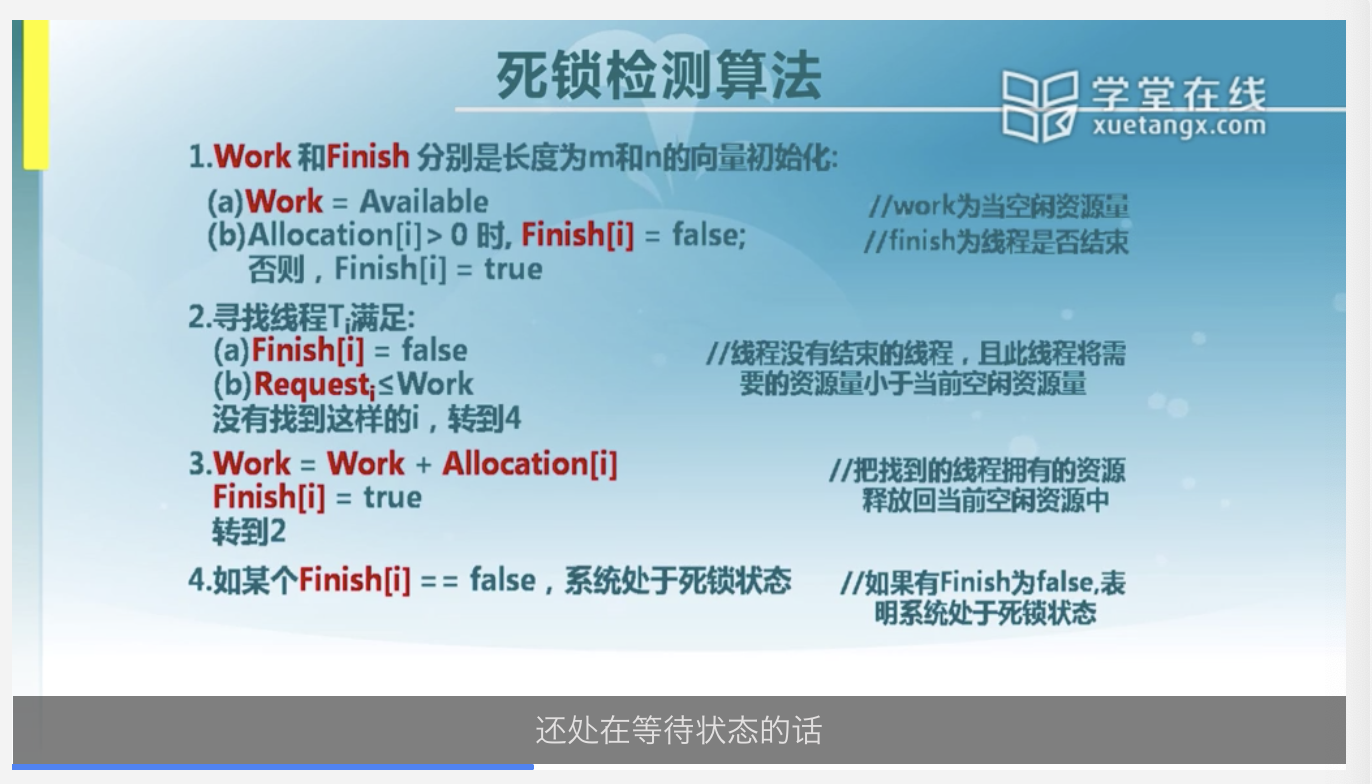 死锁检测算法
学堂在线
xuetangx.com
1.Work 和Finish 分别是长度为m和n的向量初始化:
(a)Work = Available
//work为当空闲资源量
(b)Allocation[i]> 0 时, Finish[i] = false;
//finish为线程是否结束
否则，Finish[i] = true
2.寻找线程Ti满足:
(a)Finish[i] = false
//线程没有结束的线程，且此线程将需
(b)Requesti≤Work
要的资源量小于当前空闲资源量
没有找到这样的i，转到4
3.Work = Work + Allocation[i]
//把找到的线程拥有的资源
Finish[i] = true
释放回当前空闲资源中
转到2
4.如某个Finish[i] == false，系统处于死锁状态
//如果有Finish为false,表
明系统处于死锁状态
还处在等待状态的话